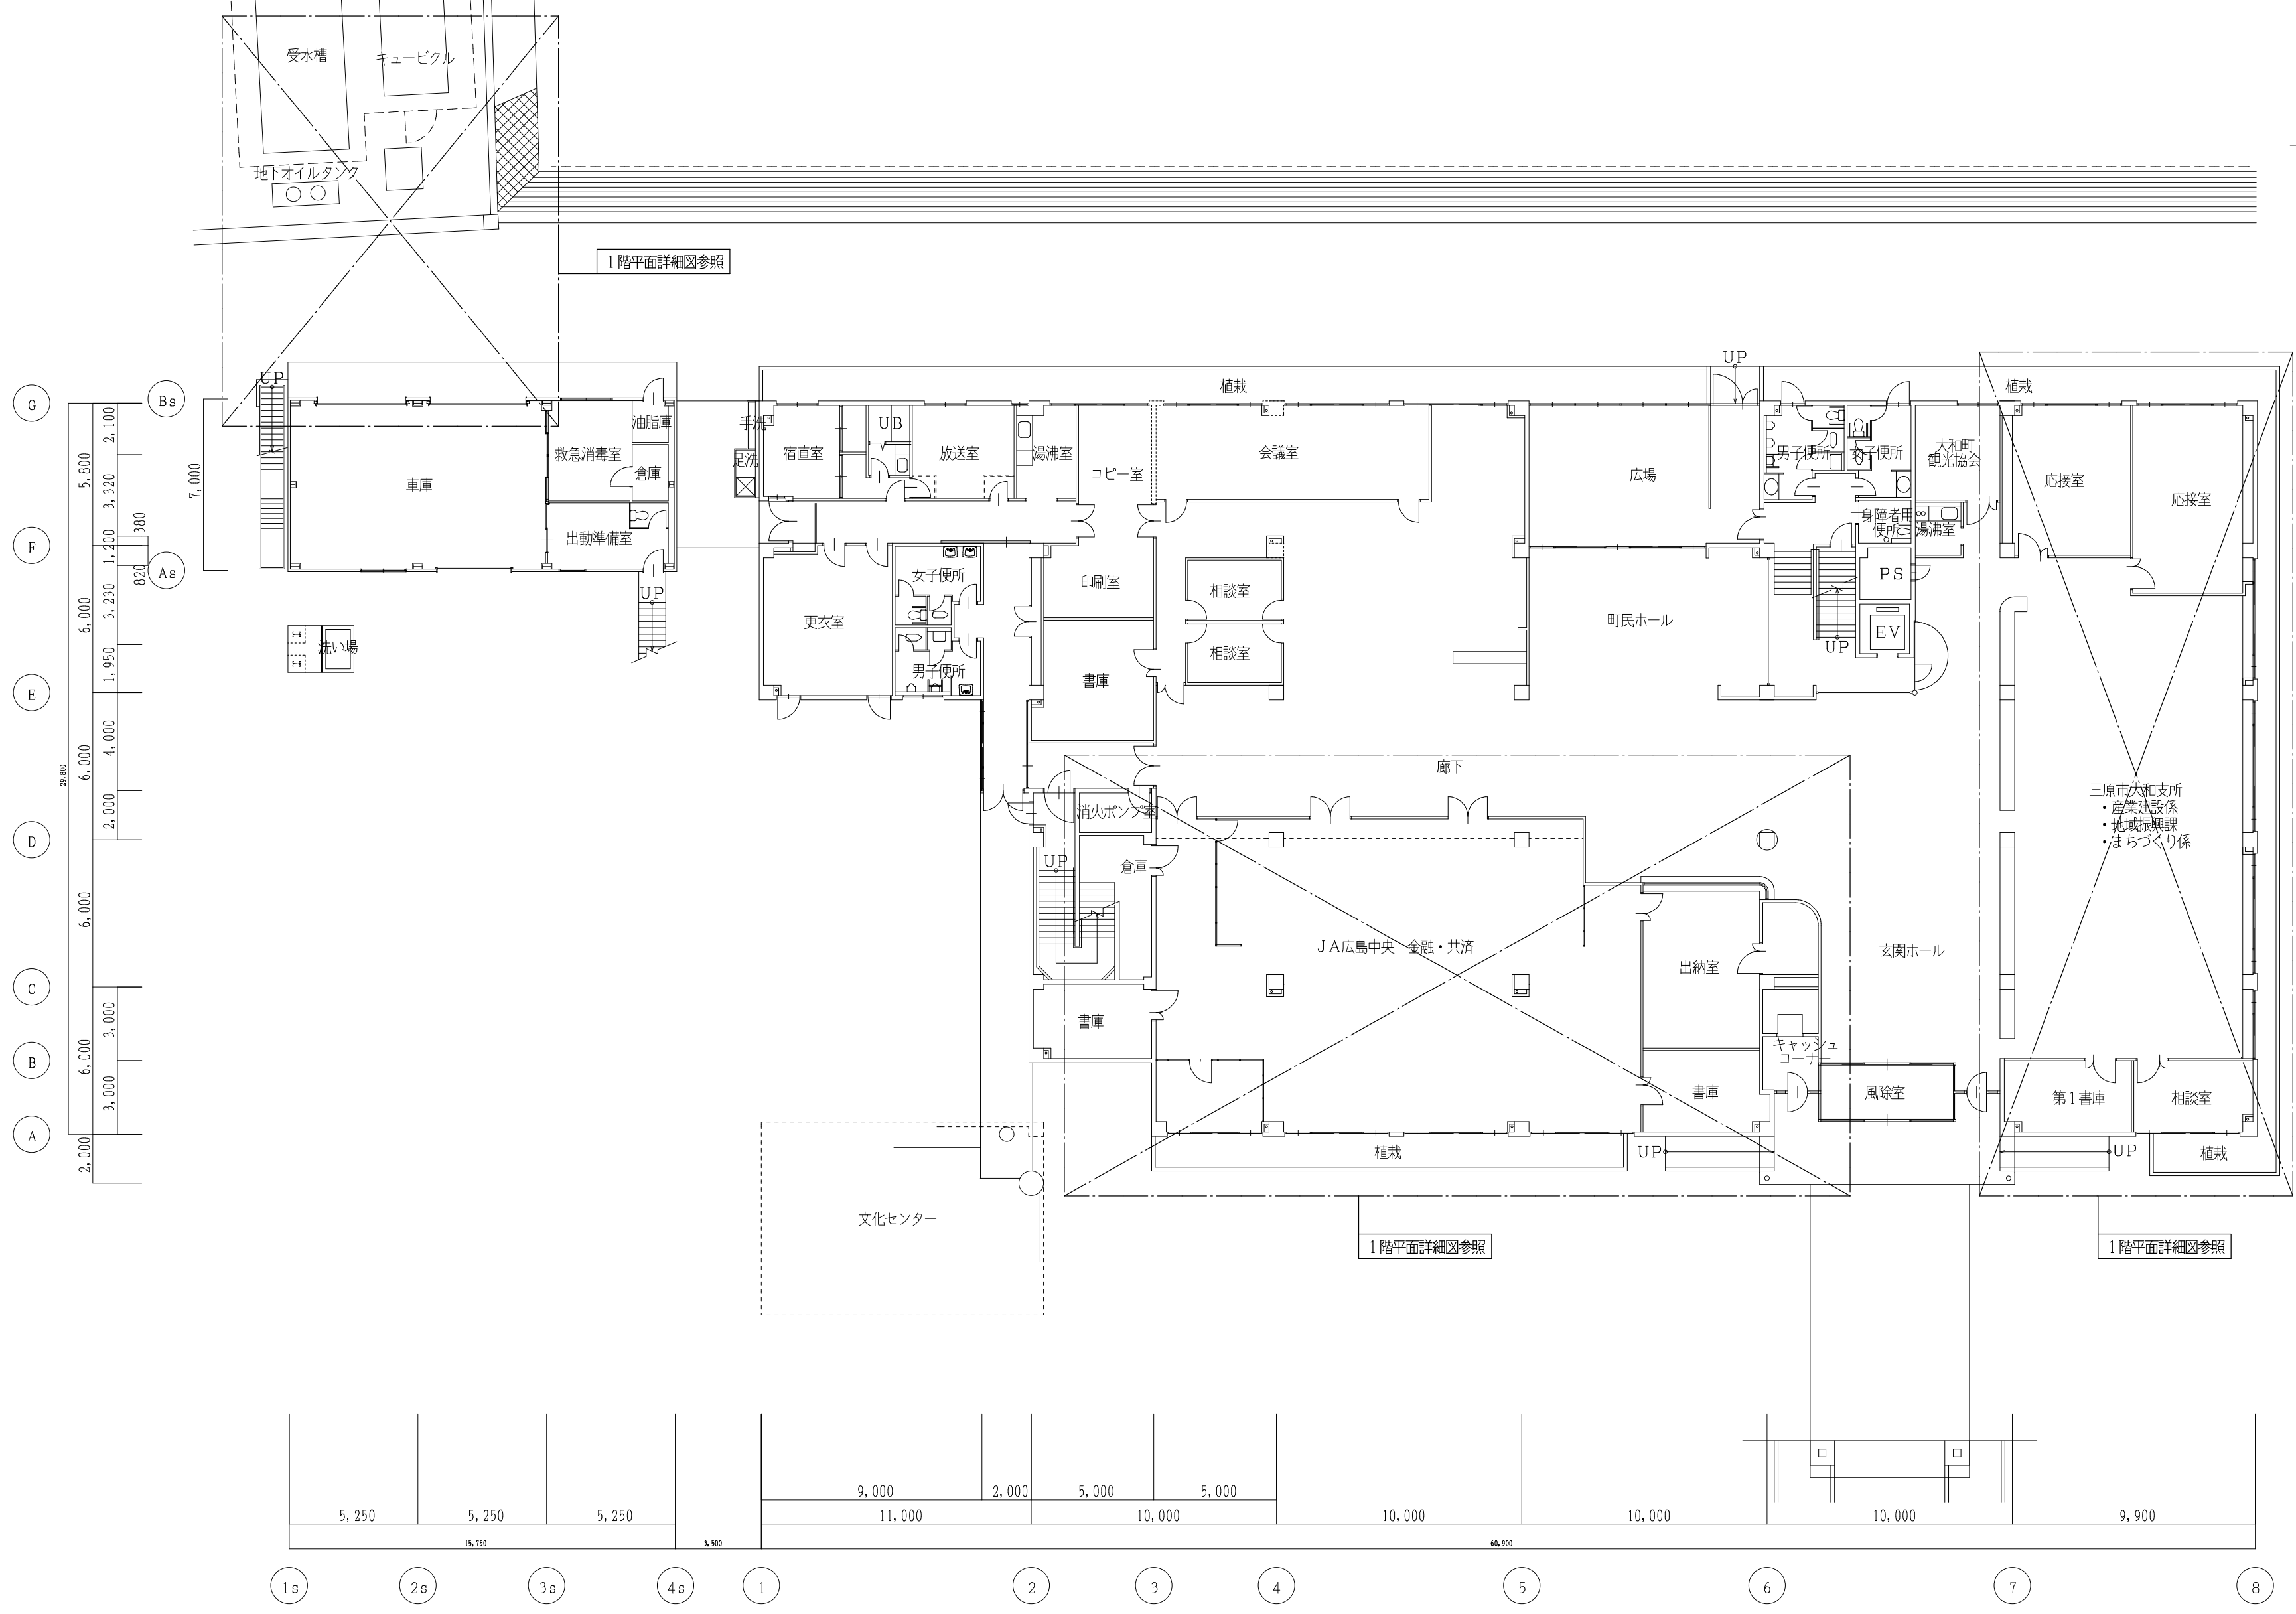 受水槽
キュービクル
地下オイルタンク
1階平面詳細図参照
UP
UP
植栽
植栽
G
Bs
F
As
E
D
C
B
A
2,100
5,800
3,320
7,000
380
1,200
820
3,230
6,000
1,950
4,000
6,000
29,800
2,000
6,000
3,000
6,000
3,000
2,000
車庫
救急消毒室
油脂庫
倉庫
出動準備室
UP
洗い場
手洗
足洗
宿直室
UB
放送室
湯沸室
コピー室
会議室
広場
男子便所
女子便所
大和町
観光協会
応接室
応接室
身障者用
便所
湯沸室
PS
EV
UP
女子便所
更衣室
男子便所
印刷室
書庫
相談室
相談室
町民ホール
廊下
消火ポンプ室
UP
倉庫
書庫
JA広島中央 金融・共済
出納室
書庫
キャッシュ
コーナー
玄関ホール
風除室
三原市大和支所
・産業建設係
・地域振興課
・まちづくり係
第1書庫
相談室
植栽
UP
UP
植栽
文化センター
1階平面詳細図参照
1階平面詳細図参照
9,000
2,000
5,000
5,000
5,250
5,250
5,250
11,000
10,000
10,000
10,000
10,000
9,900
15,750
3,500
60,900
1s
2s
3s
4s
1
2
3
4
5
6
7
8